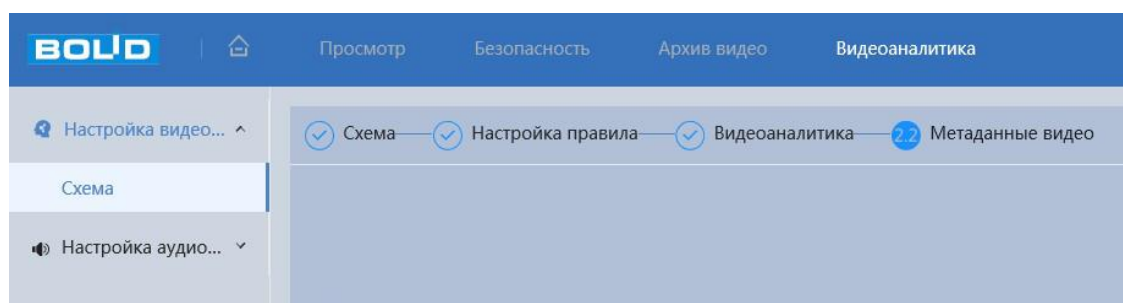 BOLID Просмотр Безопасность Архив видео Видеоаналитика
Настройка видео... Схема Настройка правила Видеоаналитика 2.2 Метаданные видео
Схема
Настройка аудио...